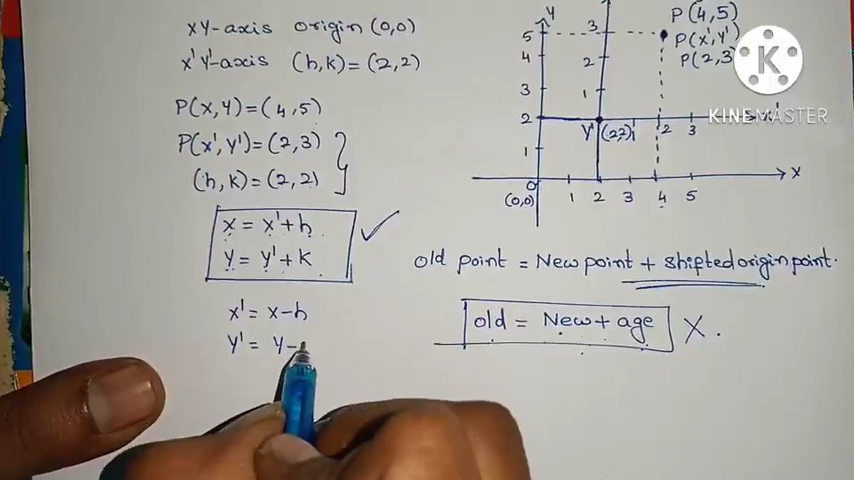 XY-axis origin (0,0)
X'Y'-axis (h,k) = (2,2)
P(X,Y) = (4,5)
P(X',Y') = (2,3)
(h,k) = (2,2)
X = X'+h
Y = Y'+k
X' = X-h
Y' = Y-
Y
5
4
3
2
1
0
(0,0)
1 2 3 4 5
X
3
2
1
Y' (2,2) 1 2 3
X'
P(4,5)
P(X',Y')
P(2,3
K
KINEMASTER
old point = New point + shifted origin point.
old = New + age X.